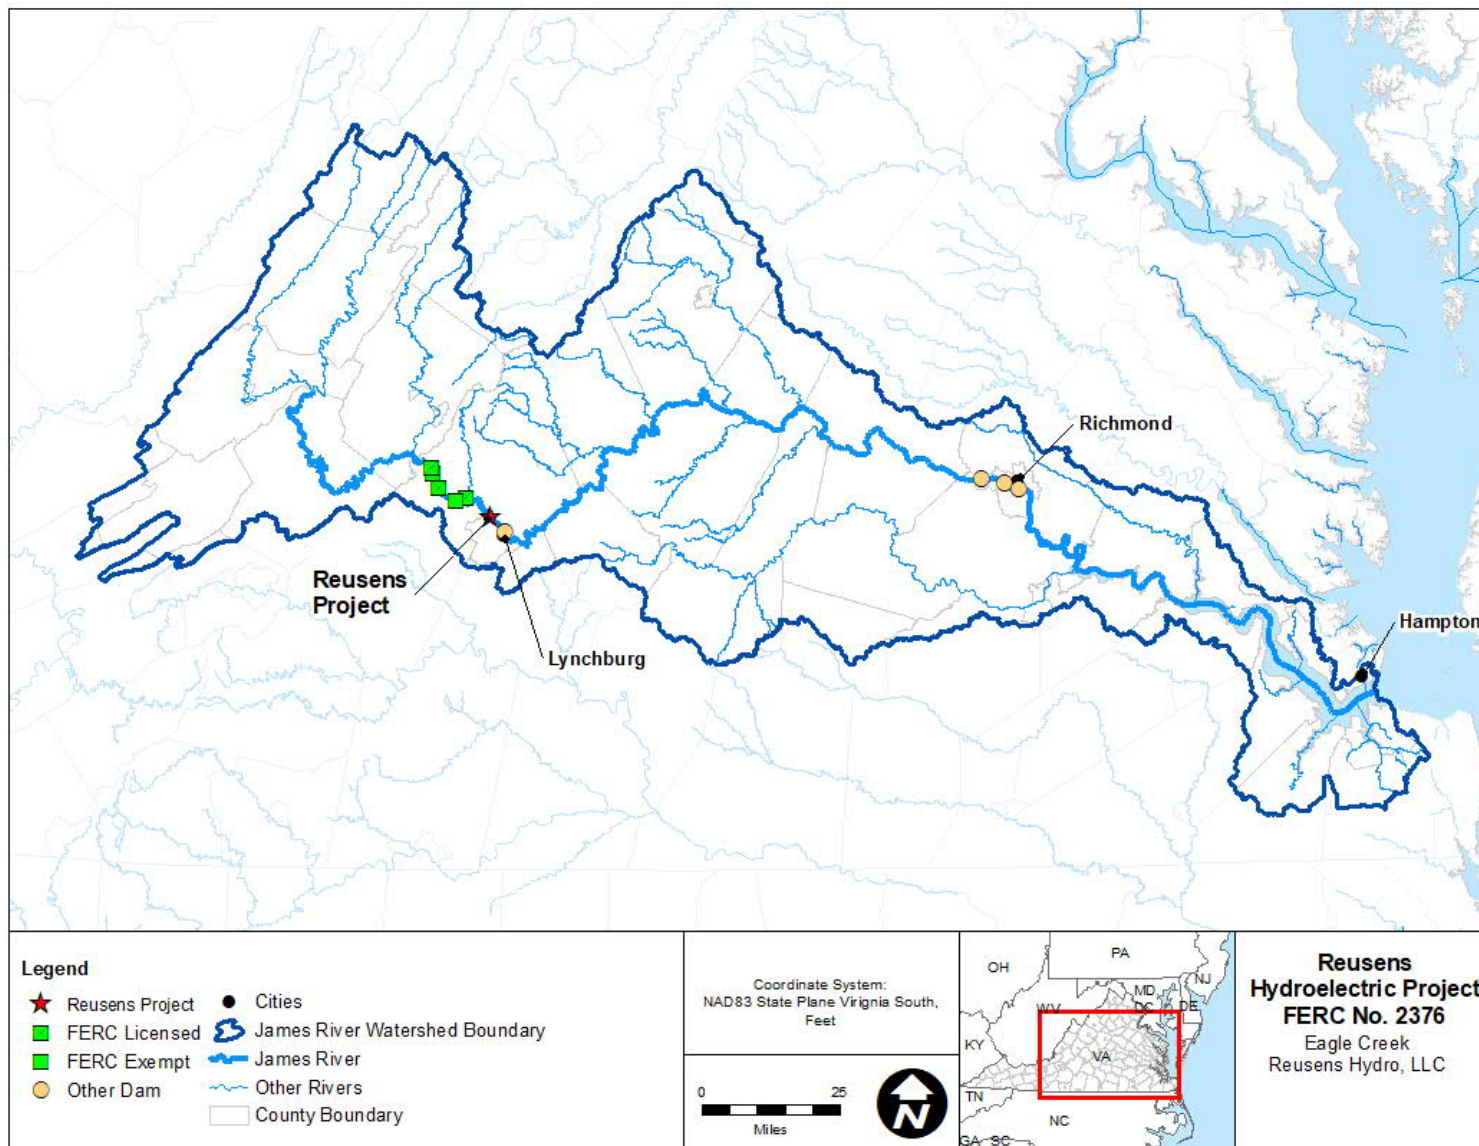 Richmond
Hampton
Reusens
Project
Lynchburg
Legend
Reusens Project
FERC Licensed
FERC Exempt
Other Dam
Cities
James River Watershed Boundary
James River
Other Rivers
County Boundary
Coordinate System:
NAD83 State Plane Virignia South,
Feet
0 25
Miles
N
OH
PA
NJ
MD
WV
DC
DE
KY
VA
TN
NC
GA
SC
Reusens
Hydroelectric Project
FERC No. 2376
Eagle Creek
Reusens Hydro, LLC